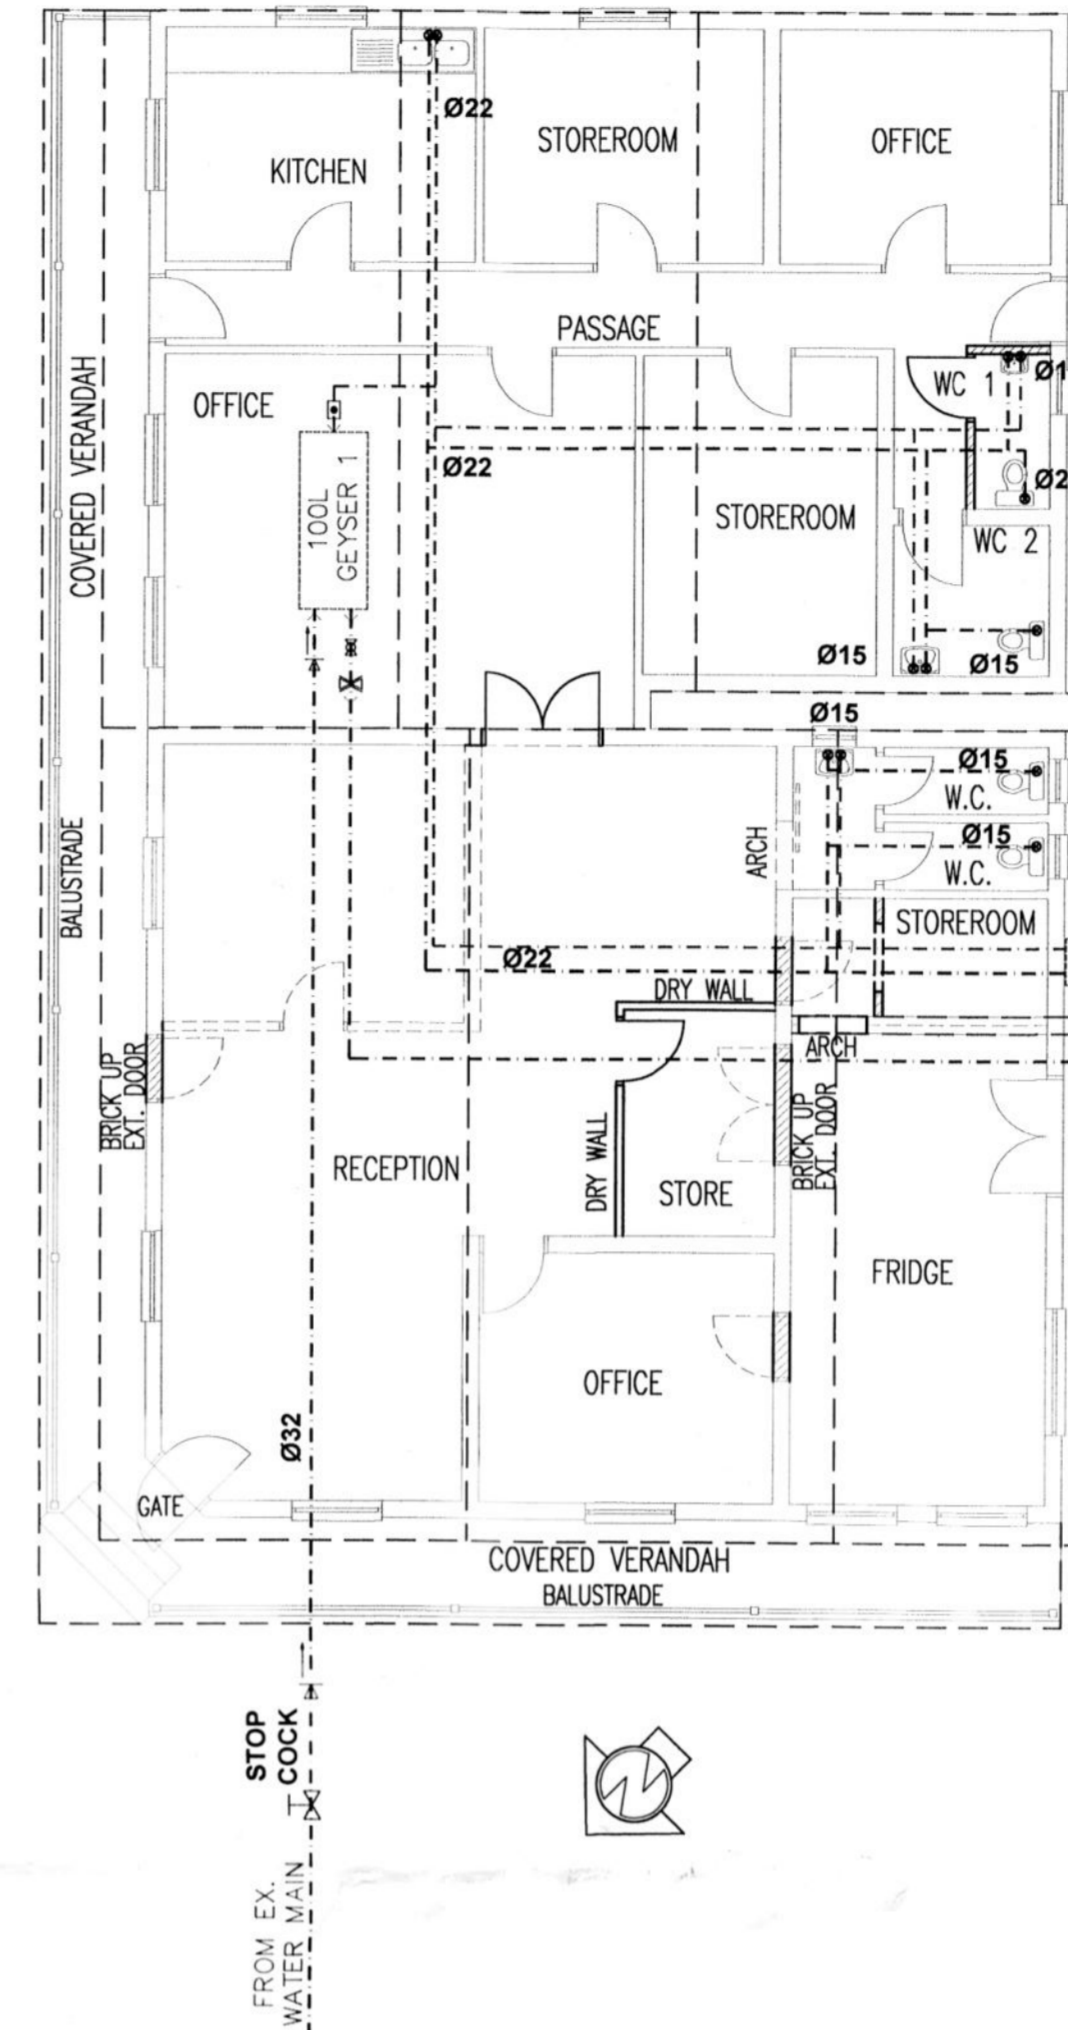 Ø22
STOREROOM
OFFICE
KITCHEN
PASSAGE
COVERED VERANDAH
OFFICE
WC 1
100L
GEYSER 1
Ø22
STOREROOM
WC 2
Ø15
Ø15
Ø15
BALUSTRADE
ARCH
Ø15
W.C.
Ø15
W.C.
STOREROOM
Ø22
DRY WALL
ARCH
BRICK UP
EXT. DOOR
DRY WALL
BRICK UP
EXT. DOOR
RECEPTION
STORE
FRIDGE
OFFICE
Ø32
GATE
COVERED VERANDAH
BALUSTRADE
STOP
COCK
FROM EX.
WATER MAIN